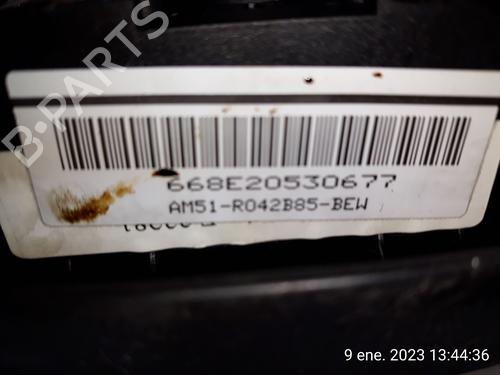 B-PARTS
668E20530677
AM51-R042B85-BEW
9 ene. 2023 13:44:36